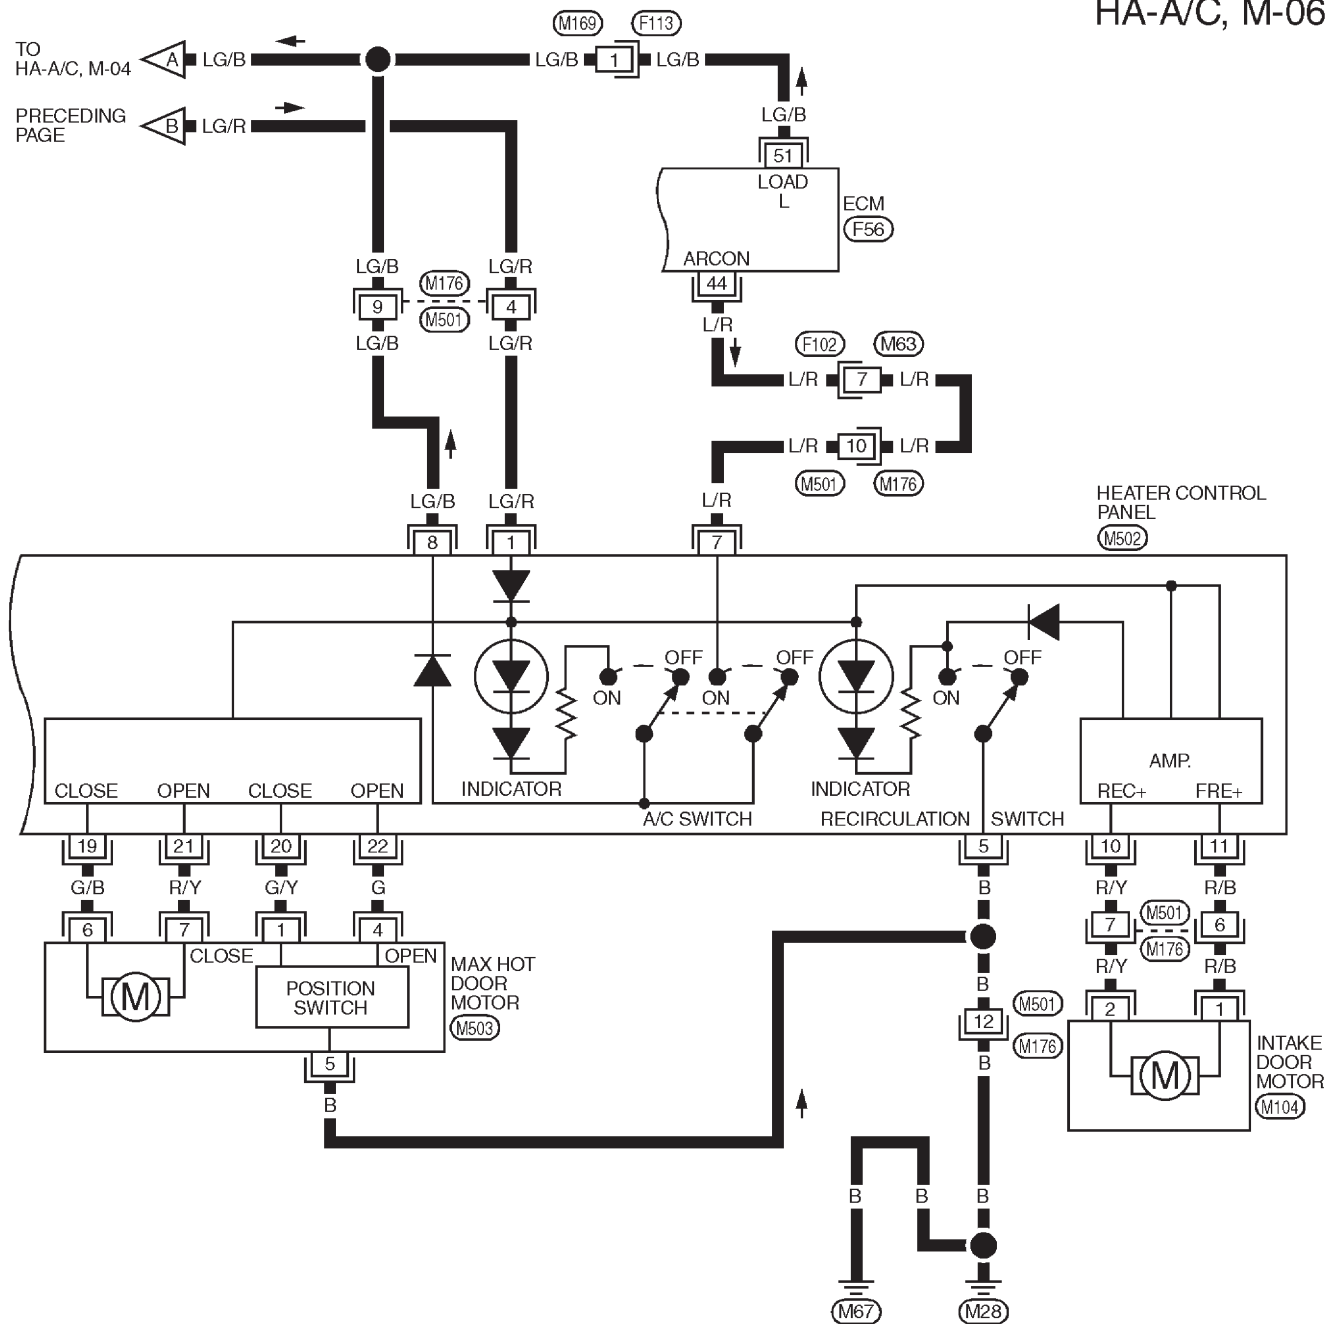 HA-A/C, M-06
M169 F113
TO
HA-A/C, M-04
A LG/B LG/B 1 LG/B
PRECEDING
PAGE
B LG/R
LG/B
51
LOAD
L
ECM
F56
ARCON
44
LG/B LG/R
M176
9 4
M501
LG/B LG/R
L/R
F102 M63
L/R 7 L/R
L/R 10 L/R
M501 M176
LG/B LG/R L/R
8 1 7
HEATER CONTROL
PANEL
M502
OFF OFF OFF
ON ON ON
INDICATOR INDICATOR
AMP.
CLOSE OPEN CLOSE OPEN
REC+ FRE+
A/C SWITCH RECIRCULATION SWITCH
19 21 20 22 5 10 11
G/B R/Y G/Y G B R/Y R/B
6 7 1 4
M501
7 6
M176
CLOSE OPEN
M
POSITION
SWITCH
MAX HOT
DOOR
MOTOR
M503
B R/Y R/B
M501
12
M176
2 1
5
B B
M
INTAKE
DOOR
MOTOR
M104
B B B
M67 M28